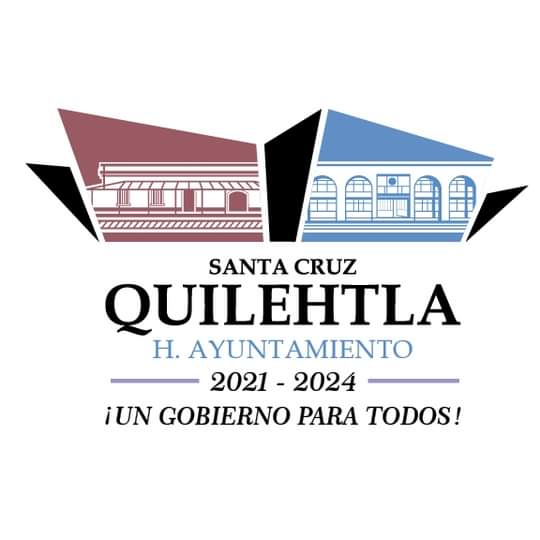 SANTA CRUZ
QUILEHTLA
H. AYUNTAMIENTO
2021 - 2024
¡UN GOBIERNO PARA TODOS!